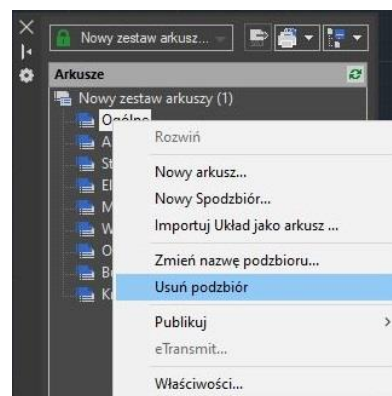 Nowy zestaw arkusz...
Arkusze
Nowy zestaw arkuszy (1)
Ogólne
Rozwiń
Nowy arkusz...
Nowy Spodzbiór...
Importuj Układ jako arkusz ...
Zmień nazwę podzbioru...
Usuń podzbiór
Publikuj
eTransmit...
Właściwości...